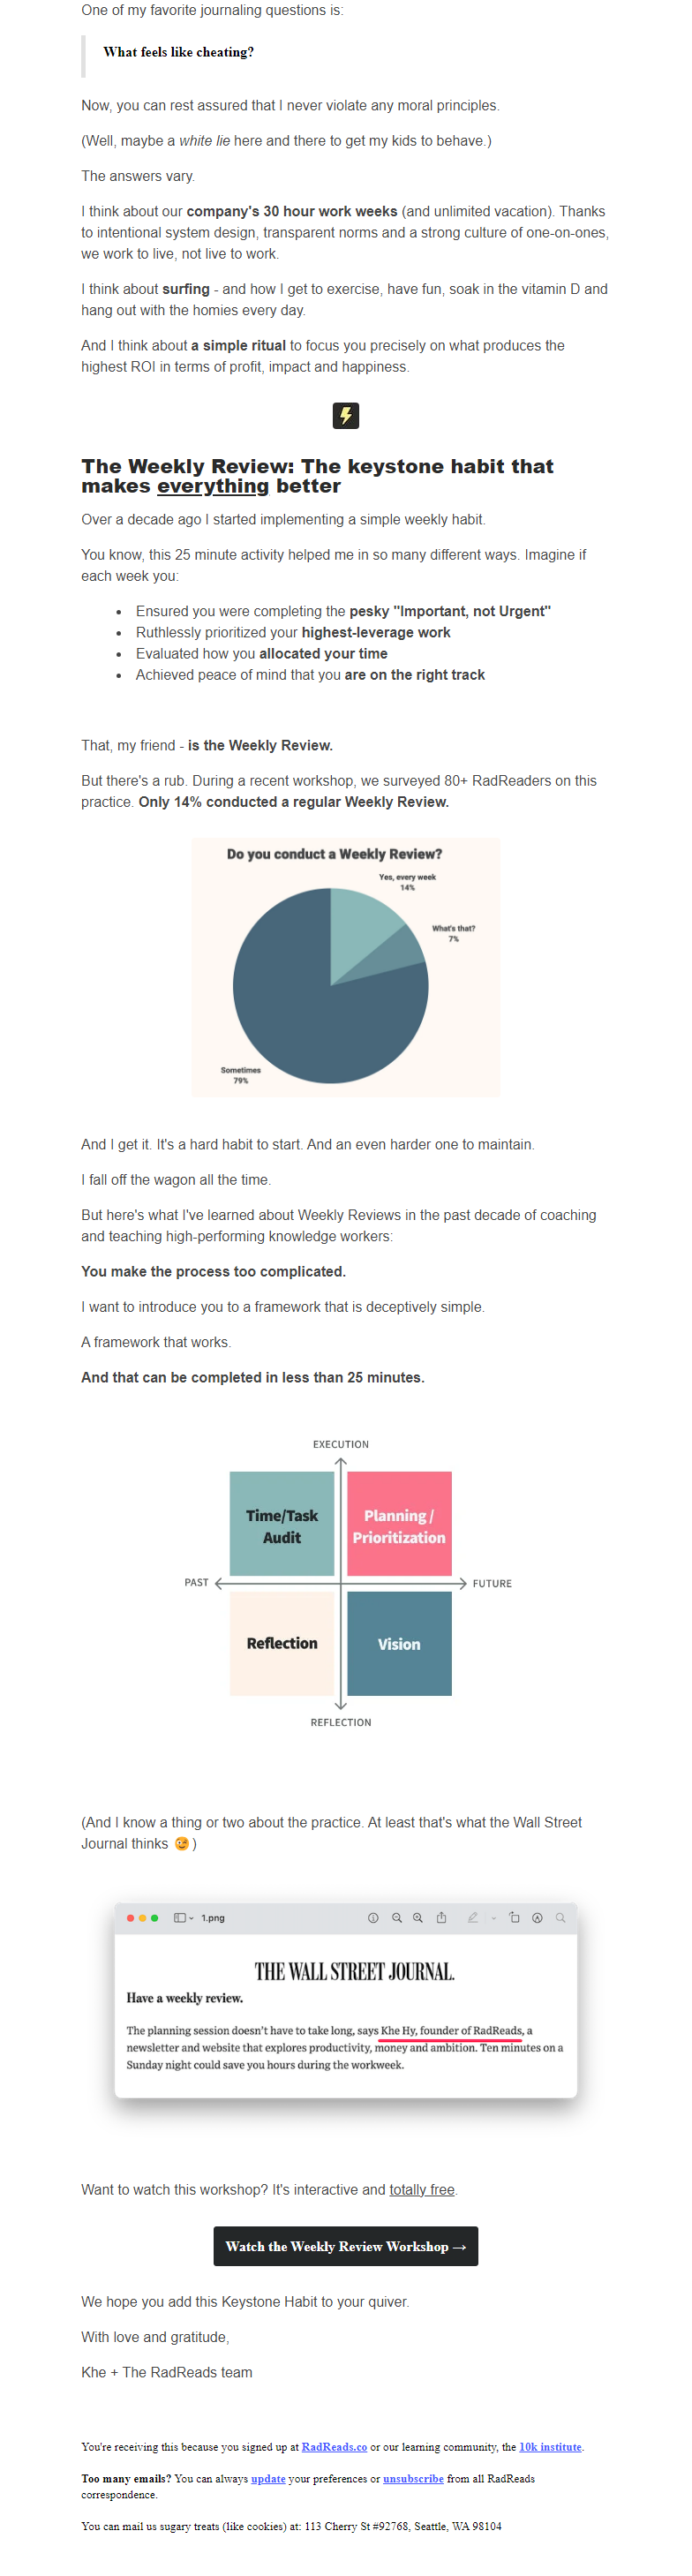 One of my favorite journaling questions is:
What feels like cheating?
Now, you can rest assured that I never violate any moral principles.
(Well, maybe a white lie here and there to get my kids to behave.)
The answers vary.
I think about our company's 30 hour work weeks (and unlimited vacation). Thanks
to intentional system design, transparent norms and a strong culture of one-on-ones,
we work to live, not live to work.
I think about surfing - and how I get to exercise, have fun, soak in the vitamin D and
hang out with the homies every day.
And I think about a simple ritual to focus you precisely on what produces the
highest ROI in terms of profit, impact and happiness.
The Weekly Review: The keystone habit that
makes everything better
Over a decade ago I started implementing a simple weekly habit.
You know, this 25 minute activity helped me in so many different ways. Imagine if
each week you:
• Ensured you were completing the pesky "Important, not Urgent"
• Ruthlessly prioritized your highest-leverage work
• Evaluated how you allocated your time
• Achieved peace of mind that you are on the right track
That, my friend - is the Weekly Review.
But there's a rub. During a recent workshop, we surveyed 80+ RadReaders on this
practice. Only 14% conducted a regular Weekly Review.
Do you conduct a Weekly Review?
Yes, every week
14%
What's that?
7%
Sometimes
79%
And I get it. It's a hard habit to start. And an even harder one to maintain.
I fall off the wagon all the time.
But here's what I've learned about Weekly Reviews in the past decade of coaching
and teaching high-performing knowledge workers:
You make the process too complicated.
I want to introduce you to a framework that is deceptively simple.
A framework that works.
And that can be completed in less than 25 minutes.
EXECUTION
Time/Task
Audit
Planning /
Prioritization
PAST
FUTURE
Reflection
Vision
REFLECTION
(And I know a thing or two about the practice. At least that's what the Wall Street
Journal thinks 😉 )
1.png
THE WALL STREET JOURNAL.
Have a weekly review.
The planning session doesn't have to take long, says Khe Hy, founder of RadReads, a
newsletter and website that explores productivity, money and ambition. Ten minutes on a
Sunday night could save you hours during the workweek.
Want to watch this workshop? It's interactive and totally free.
Watch the Weekly Review Workshop →
We hope you add this Keystone Habit to your quiver.
With love and gratitude,
Khe + The RadReads team
You're receiving this because you signed up at RadReads.co or our learning community, the 10k institute.
Too many emails? You can always update your preferences or unsubscribe from all RadReads
correspondence.
You can mail us sugary treats (like cookies) at: 113 Cherry St #92768, Seattle, WA 98104